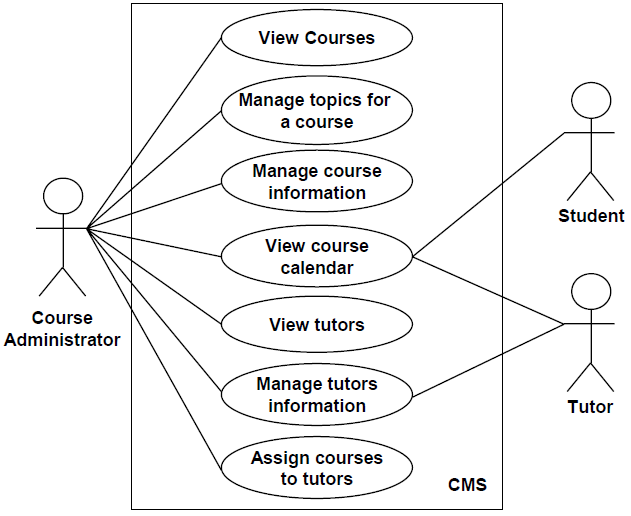 View Courses
Manage topics for
a course
Manage course
information
View course
calendar
View tutors
Manage tutors
information
Assign courses
to tutors
CMS
Course
Administrator
Student
Tutor